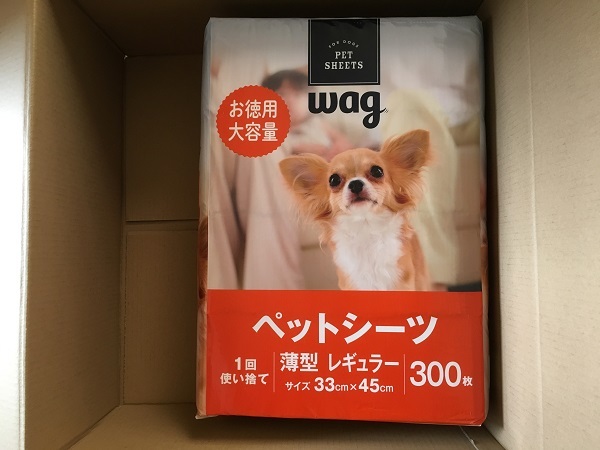 FOR DOGS
PET
SHEETS
wag
お徳用
大容量
ペットシーツ
1回
使い捨て
薄型 レギュラー
サイズ 33cm×45cm
300枚